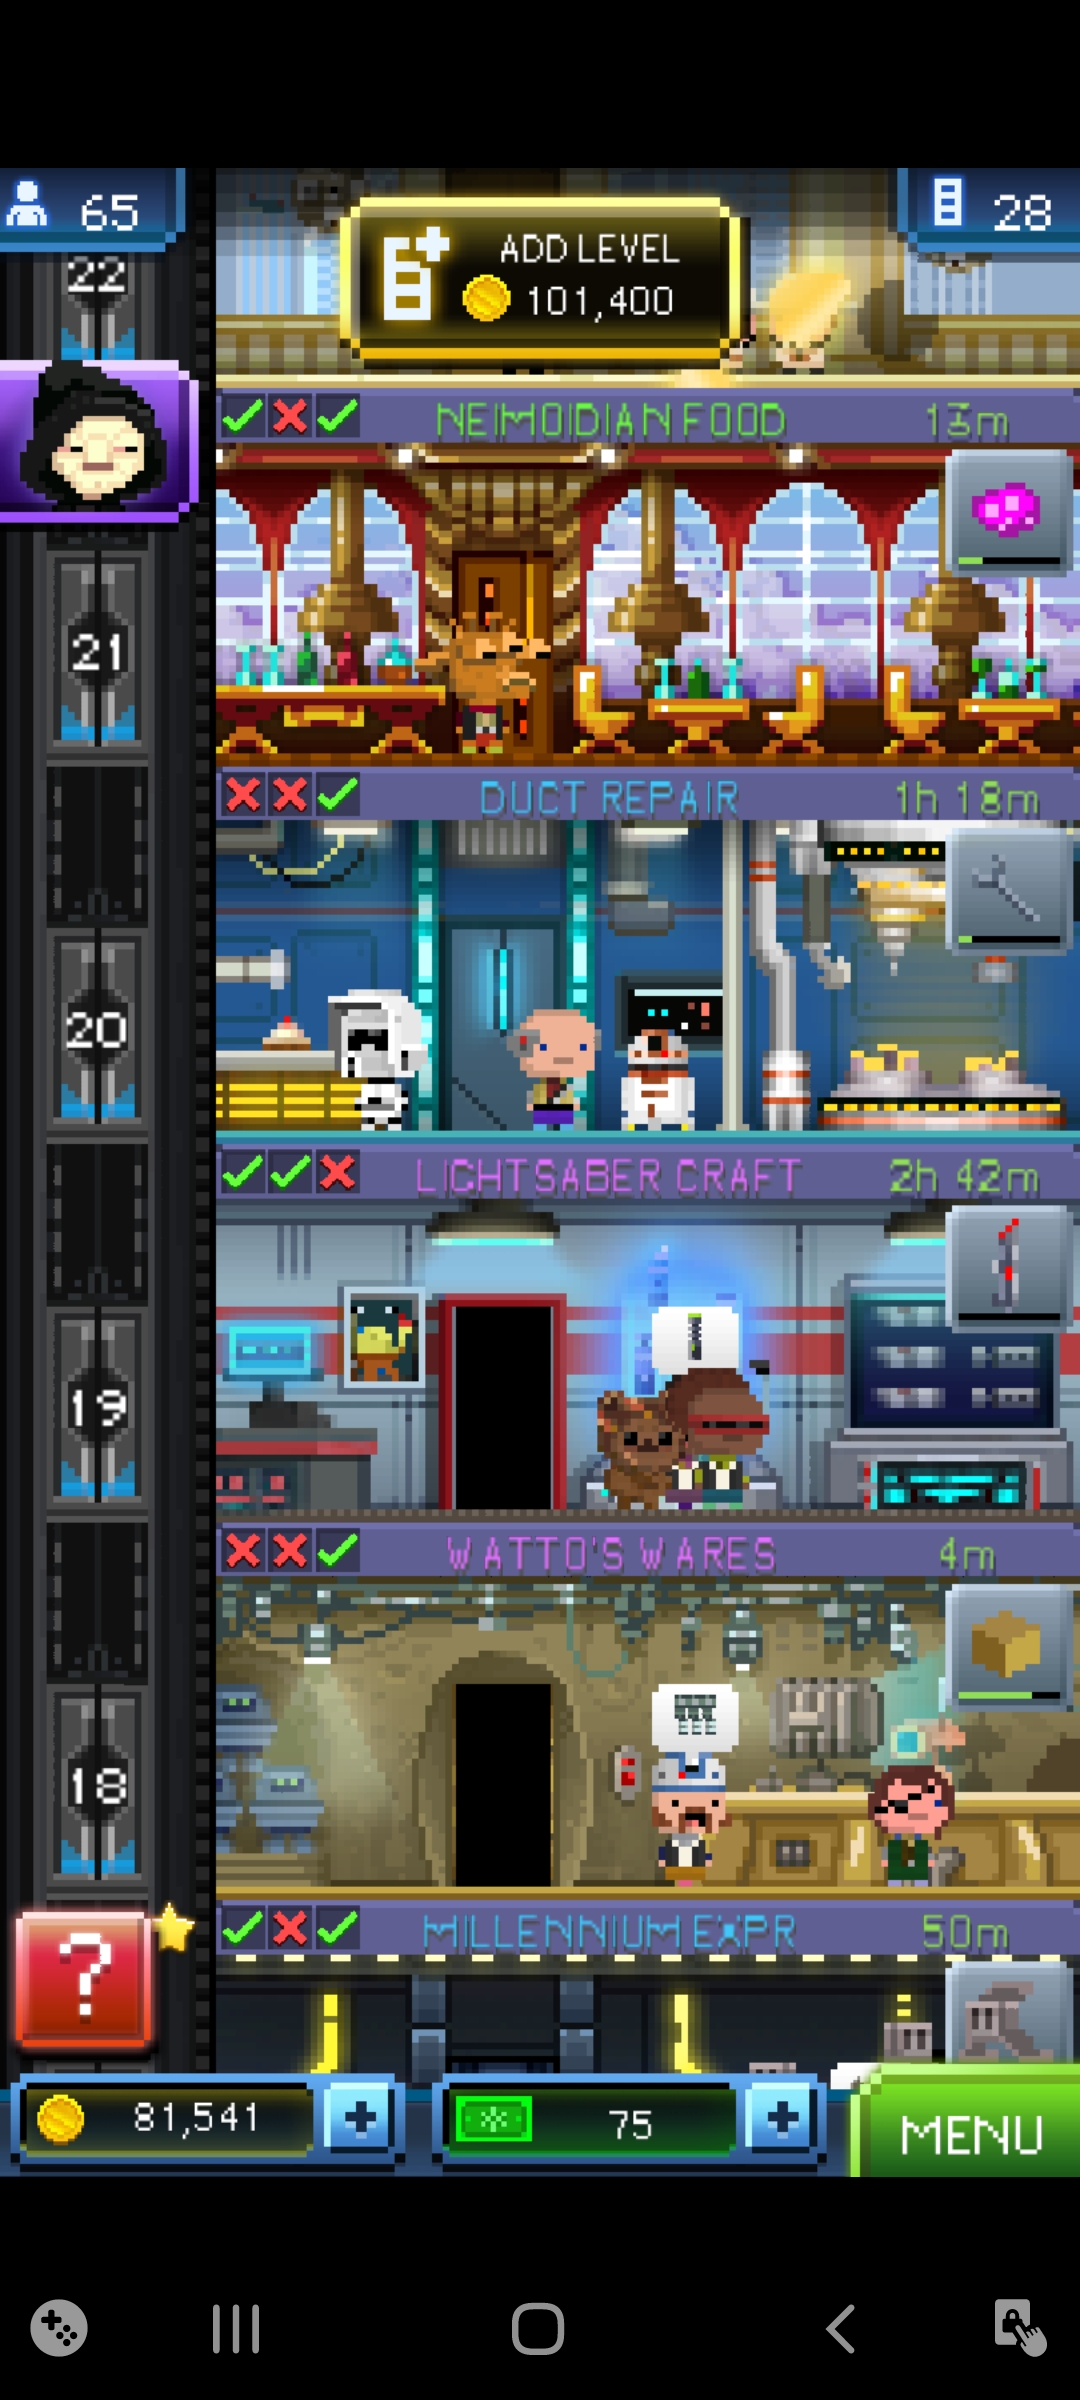 65
28
22
ADD LEVEL
101,400
NEIMOIDIAN FOOD
21
DUCT REPAIR 1h 18m
20
LIGHTSABER CRAFT 2h 42m
19
WATTO'S WARES 4m
18
MILLENNIUM EXPR 50m
?
81,541 + 75 +
MENU